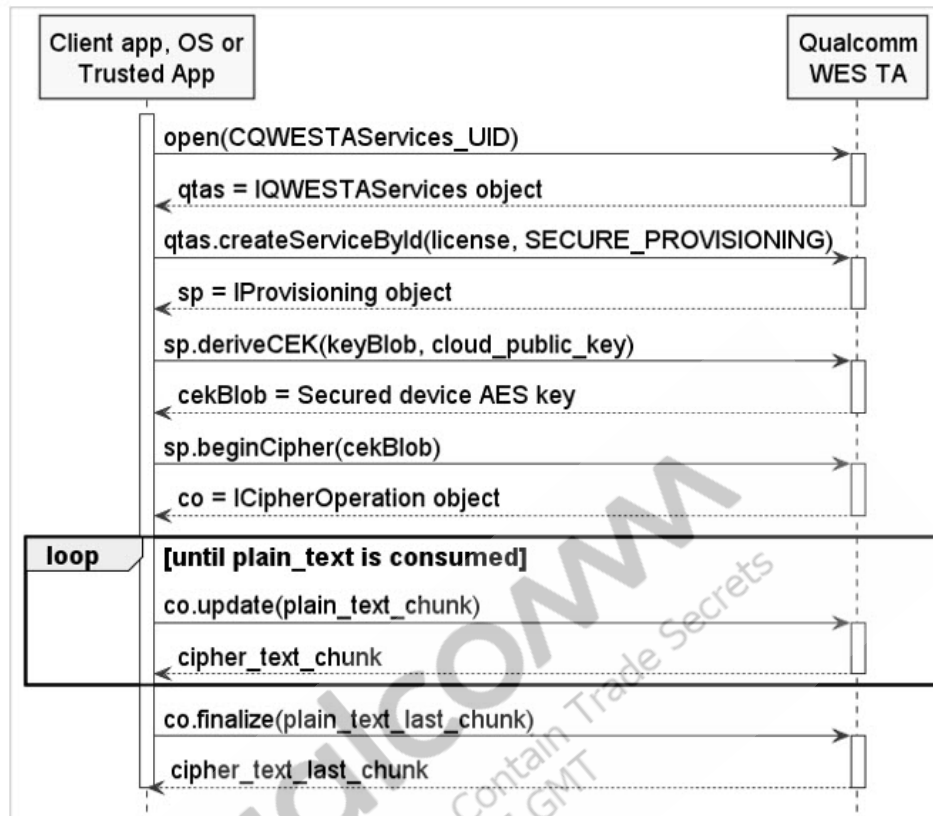 Client app, OS or
Trusted App
Qualcomm
WES TA
open(CQWESTAServices_UID)
qtas = IQWESTAServices object
qtas.createServiceById(license, SECURE_PROVISIONING)
sp = IProvisioning object
sp.deriveCEK(keyBlob, cloud_public_key)
cekBlob = Secured device AES key
sp.beginCipher(cekBlob)
co = ICipherOperation object
loop
[until plain_text is consumed]
co.update(plain_text_chunk)
cipher_text_chunk
co.finalize(plain_text_last_chunk)
cipher_text_last_chunk
alcomm
Contain Trade Secrets
GMT